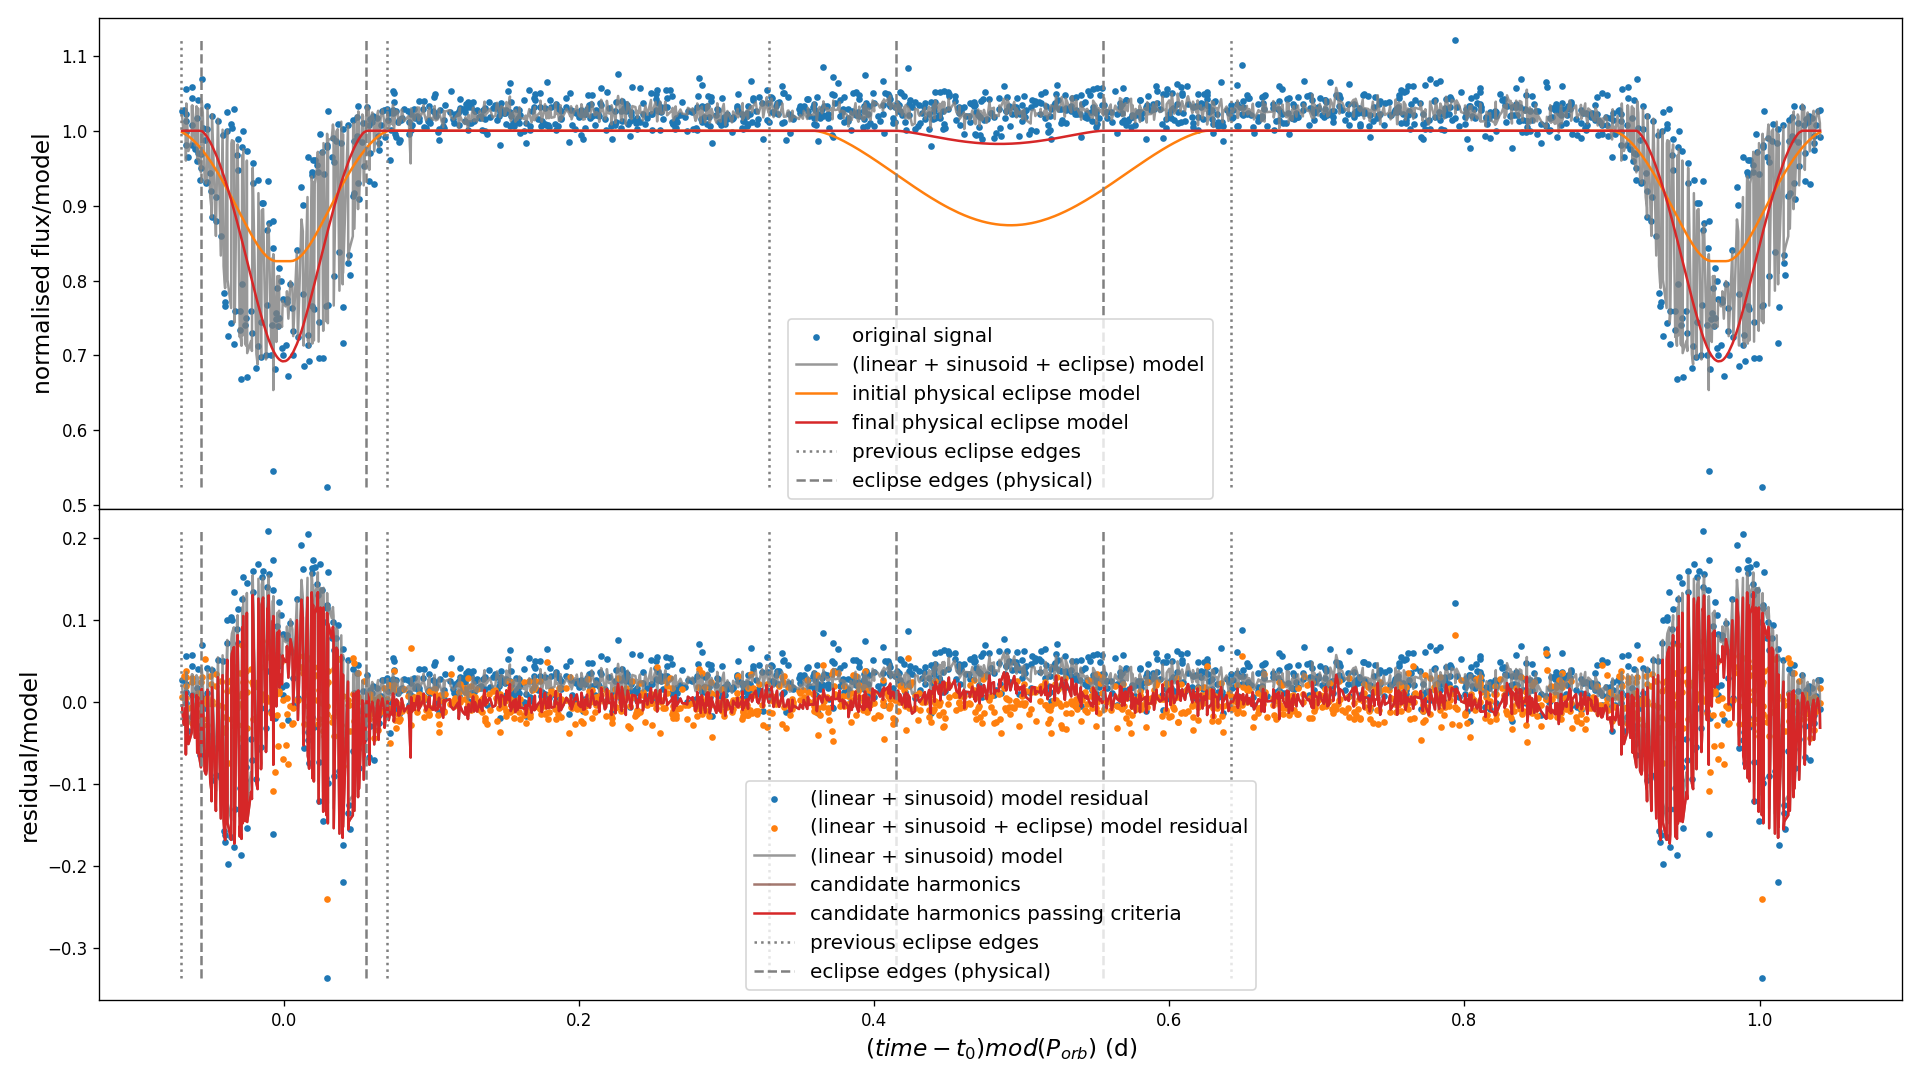 1.1
1.0
0.9
0.8
0.7
0.6
0.5
normalised flux/model
original signal
(linear + sinusoid + eclipse) model
initial physical eclipse model
final physical eclipse model
previous eclipse edges
eclipse edges (physical)
0.2
0.1
0.0
−0.1
−0.2
−0.3
residual/model
(linear + sinusoid) model residual
(linear + sinusoid + eclipse) model residual
(linear + sinusoid) model
candidate harmonics
candidate harmonics passing criteria
previous eclipse edges
eclipse edges (physical)
0.0 0.2 0.4 0.6 0.8 1.0
(time − t₀)mod(P_orb) (d)